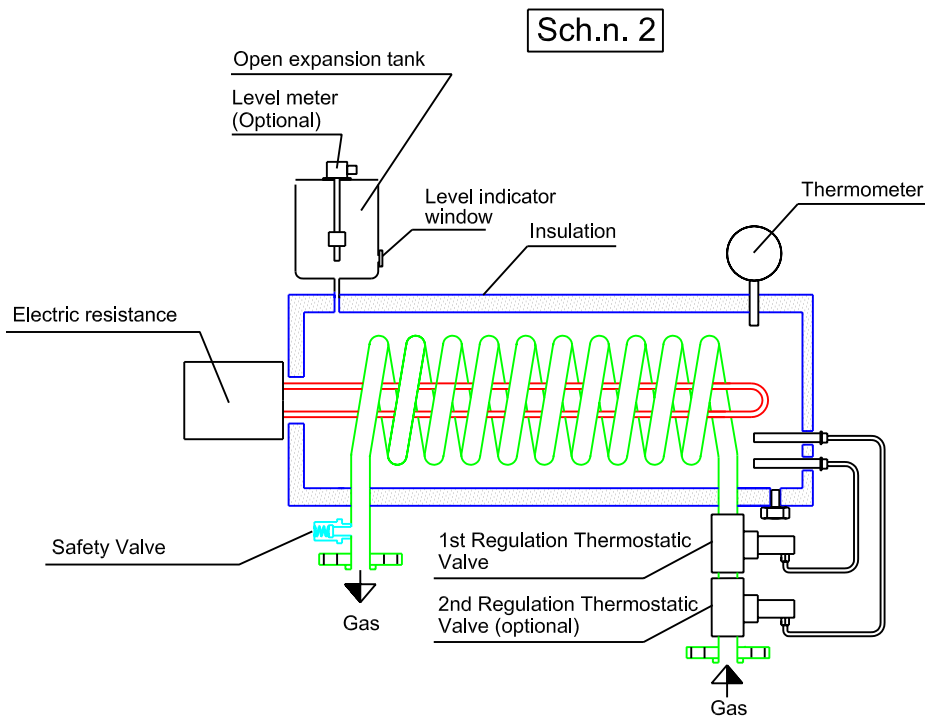 Sch.n. 2
Open expansion tank
Level meter
(Optional)
Level indicator
window
Thermometer
Insulation
Electric resistance
Safety Valve
1st Regulation Thermostatic
Valve
2nd Regulation Thermostatic
Valve (optional)
Gas
Gas